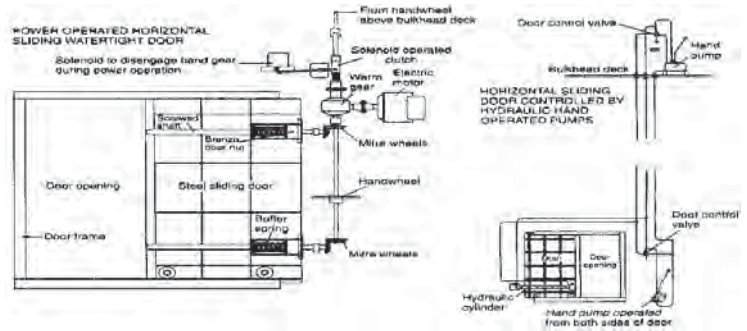 From handwheel
above bulkhead deck
POWER OPERATED HORIZONTAL
SLIDING WATERTIGHT DOOR
Solenoid to disengage hand gear
during power operation
Solenoid operated
clutch
Worm
gear
Electric
motor
Screwed
shaft
Bronze
door nut
Mitre wheels
Door opening
Steel sliding door
Handwheel
Buffer
spring
Door frame
Mitre wheels
Door control
valve
Hand
pump
Bulkhead deck
HORIZONTAL SLIDING
DOOR CONTROLLED BY
HYDRAULIC HAND
OPERATED PUMPS
Door control
valve
Door
Door
opening
Hydraulic
cylinder
Hand pump operated
from both sides of door